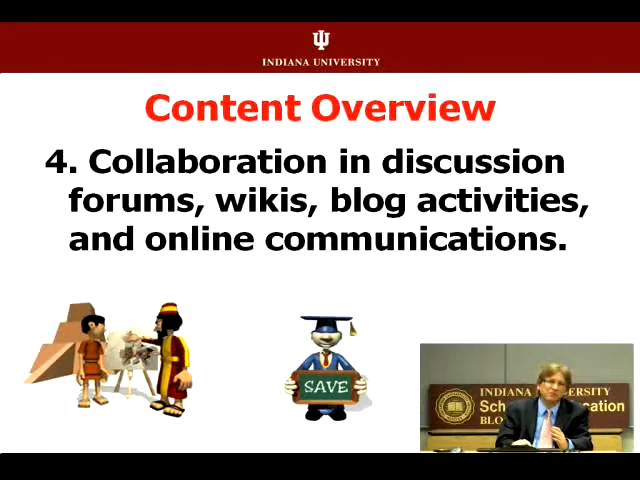 INDIANA UNIVERSITY
Content Overview
4. Collaboration in discussion
forums, wikis, blog activities,
and online communications.
SAVE
INDIANA UNIVERSITY